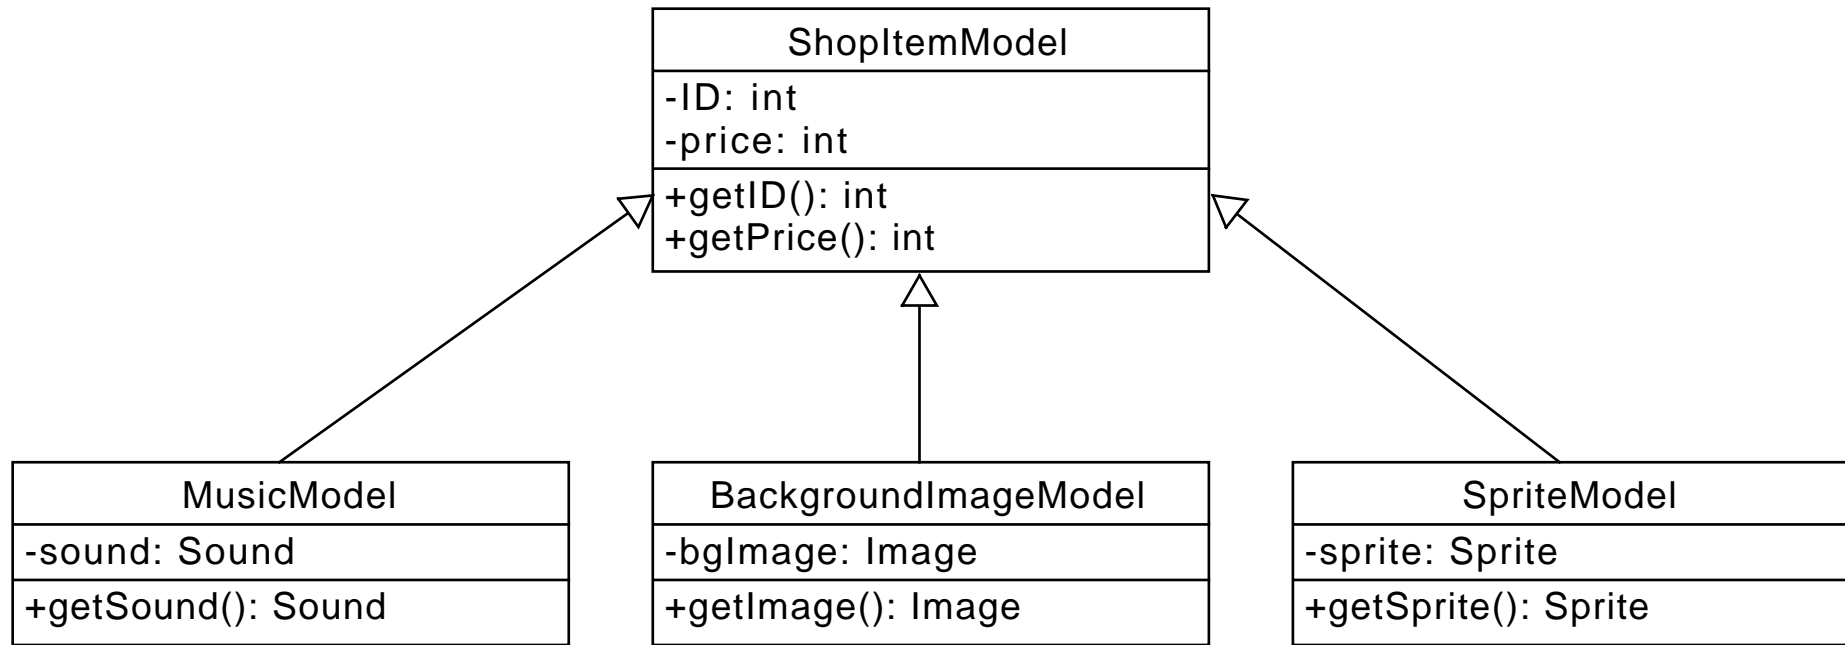 ShopItemModel
-ID: int
-price: int
+getID(): int
+getPrice(): int
MusicModel
-sound: Sound
+getSound(): Sound
BackgroundImageModel
-bgImage: Image
+getImage(): Image
SpriteModel
-sprite: Sprite
+getSprite(): Sprite